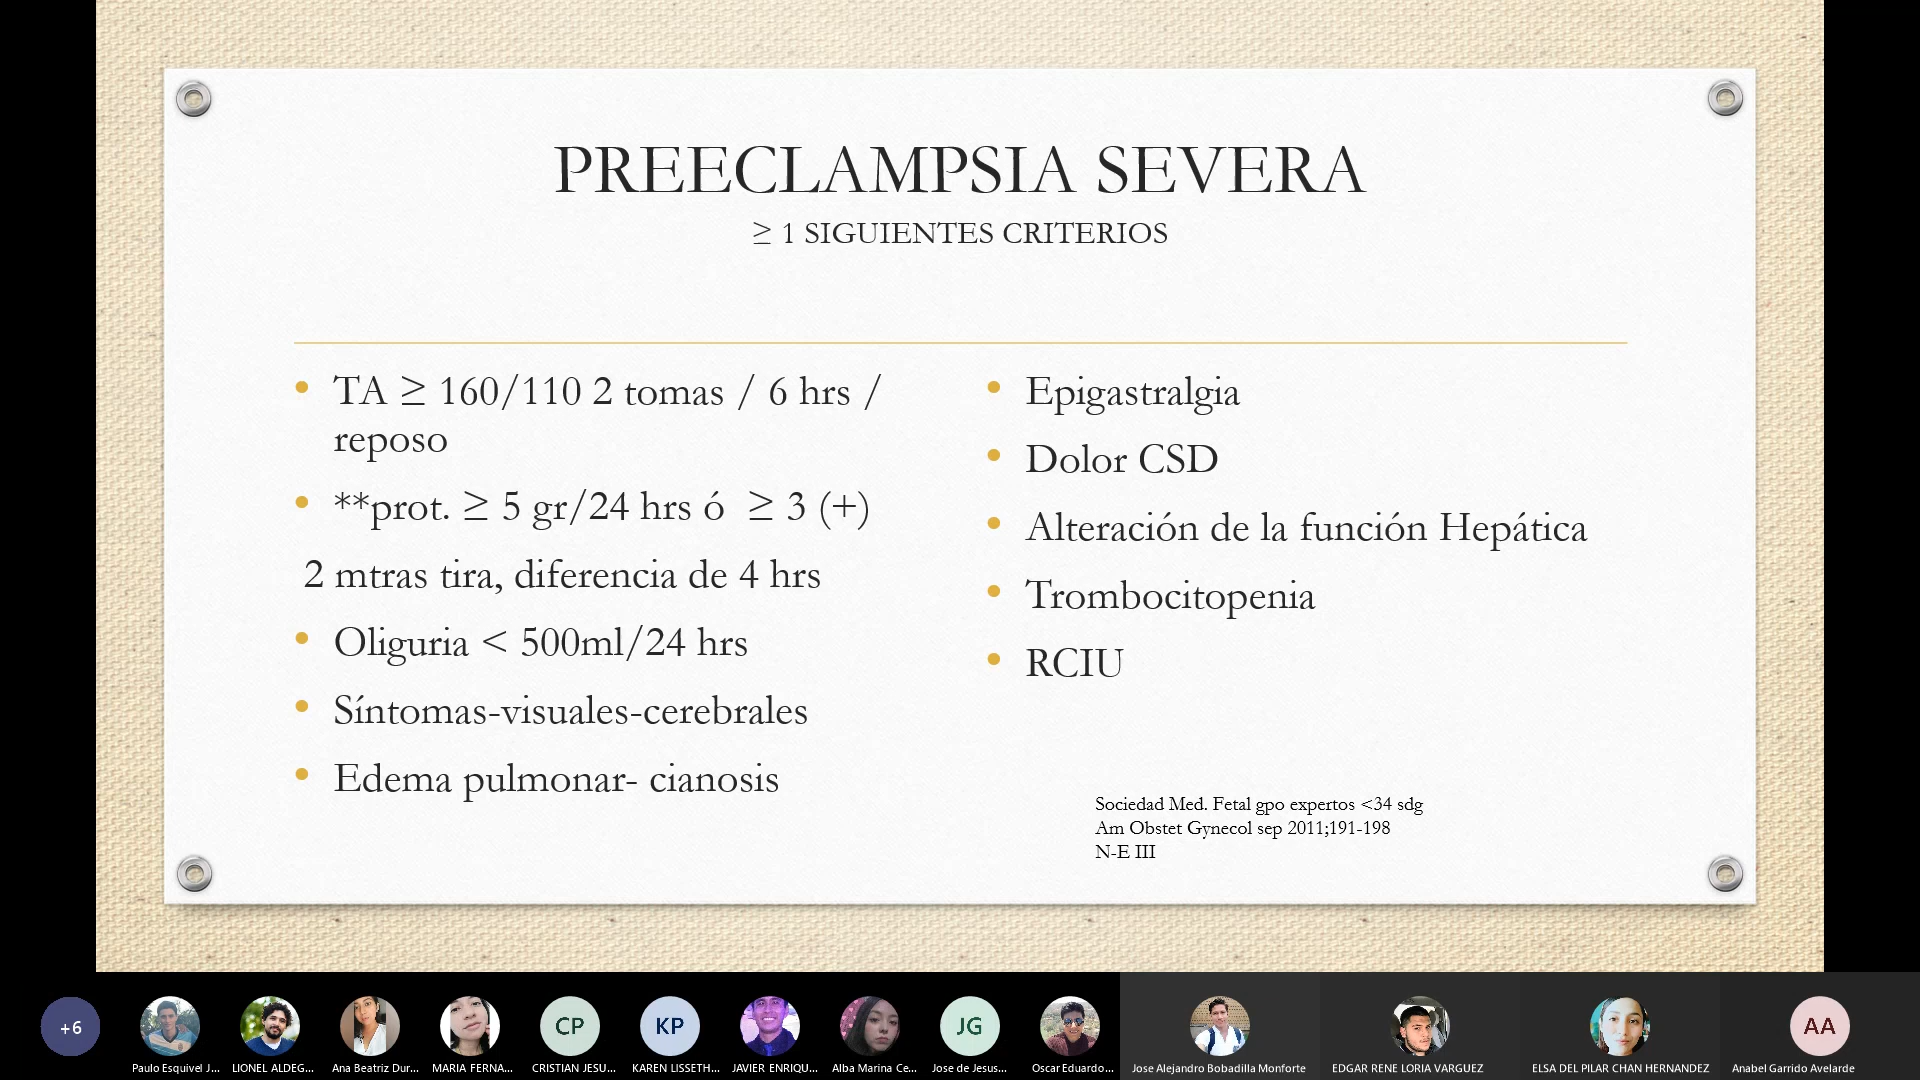 PREECLAMPSIA SEVERA
≥ 1 SIGUIENTES CRITERIOS
• TA ≥ 160/110 2 tomas / 6 hrs /
reposo
• **prot. ≥ 5 gr/24 hrs ó ≥ 3 (+)
2 mtras tira, diferencia de 4 hrs
• Oliguria < 500ml/24 hrs
• Síntomas-visuales-cerebrales
• Edema pulmonar- cianosis
• Epigastralgia
• Dolor CSD
• Alteración de la función Hepática
• Trombocitopenia
• RCIU
Sociedad Med. Fetal gpo expertos <34 sdg
Am Obstet Gynecol sep 2011;191-198
N-E III
+6
CP
KP
JG
AA
Paulo Esquivel J...
LIONEL ALDEG...
Ana Beatriz Dur...
MARIA FERNA...
CRISTIAN JESU...
KAREN LISSETH...
JAVIER ENRIQU...
Alba Marina Ce...
Jose de Jesus...
Oscar Eduardo...
Jose Alejandro Bobadilla Monforte
EDGAR RENE LORIA VARGUEZ
ELSA DEL PILAR CHAN HERNANDEZ
Anabel Garrido Avelarde